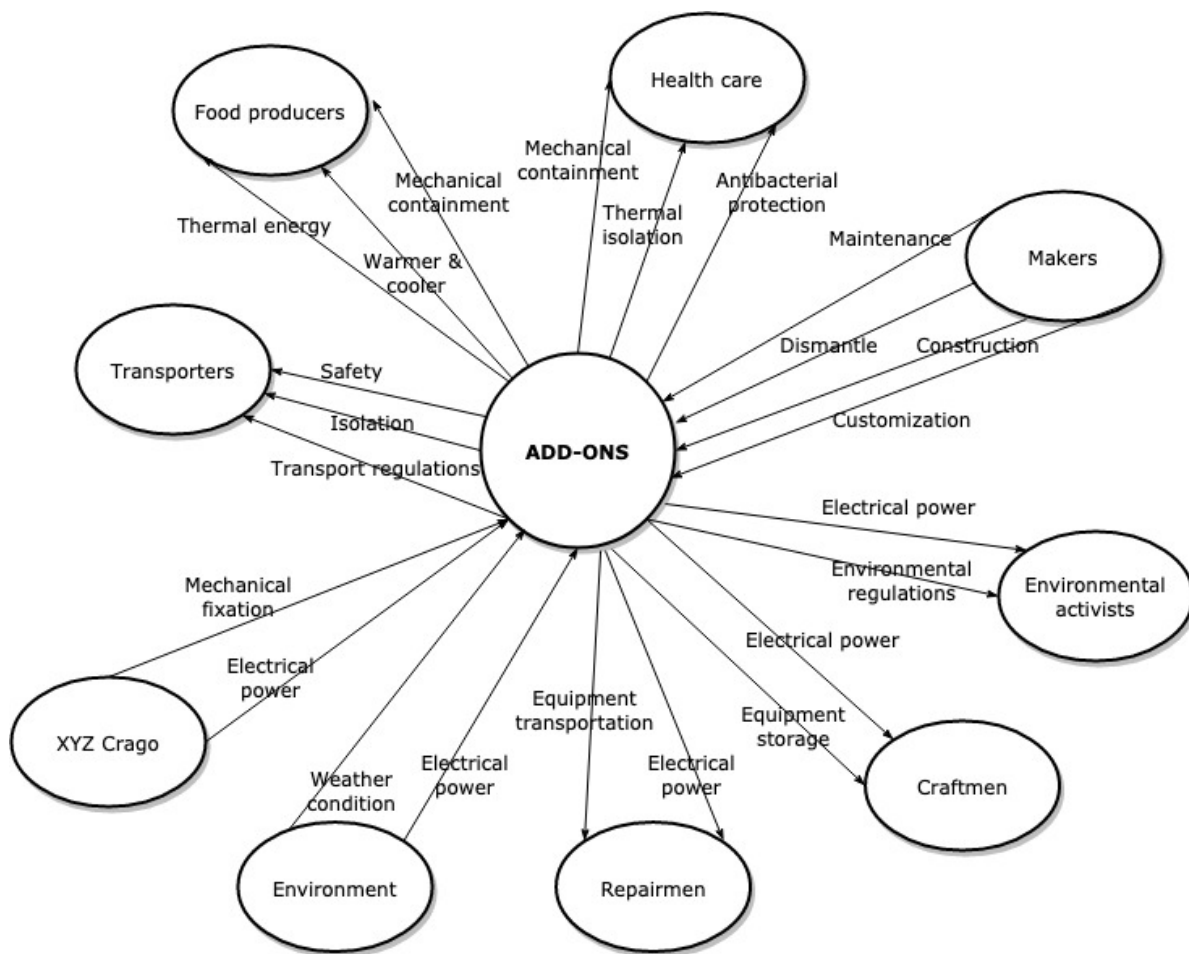 Health care
Food producers
Mechanical
containment
Mechanical
containment
Antibacterial
protection
Thermal energy
Thermal
isolation
Maintenance
Makers
Warmer &
cooler
Transporters
Safety
Dismantle
Construction
Isolation
ADD-ONS
Customization
Transport regulations
Electrical power
Mechanical
fixation
Environmental
regulations
Environmental
activists
Electrical
power
Electrical power
XYZ Crago
Equipment
transportation
Equipment
storage
Weather
condition
Electrical
power
Electrical
power
Craftmen
Environment
Repairmen